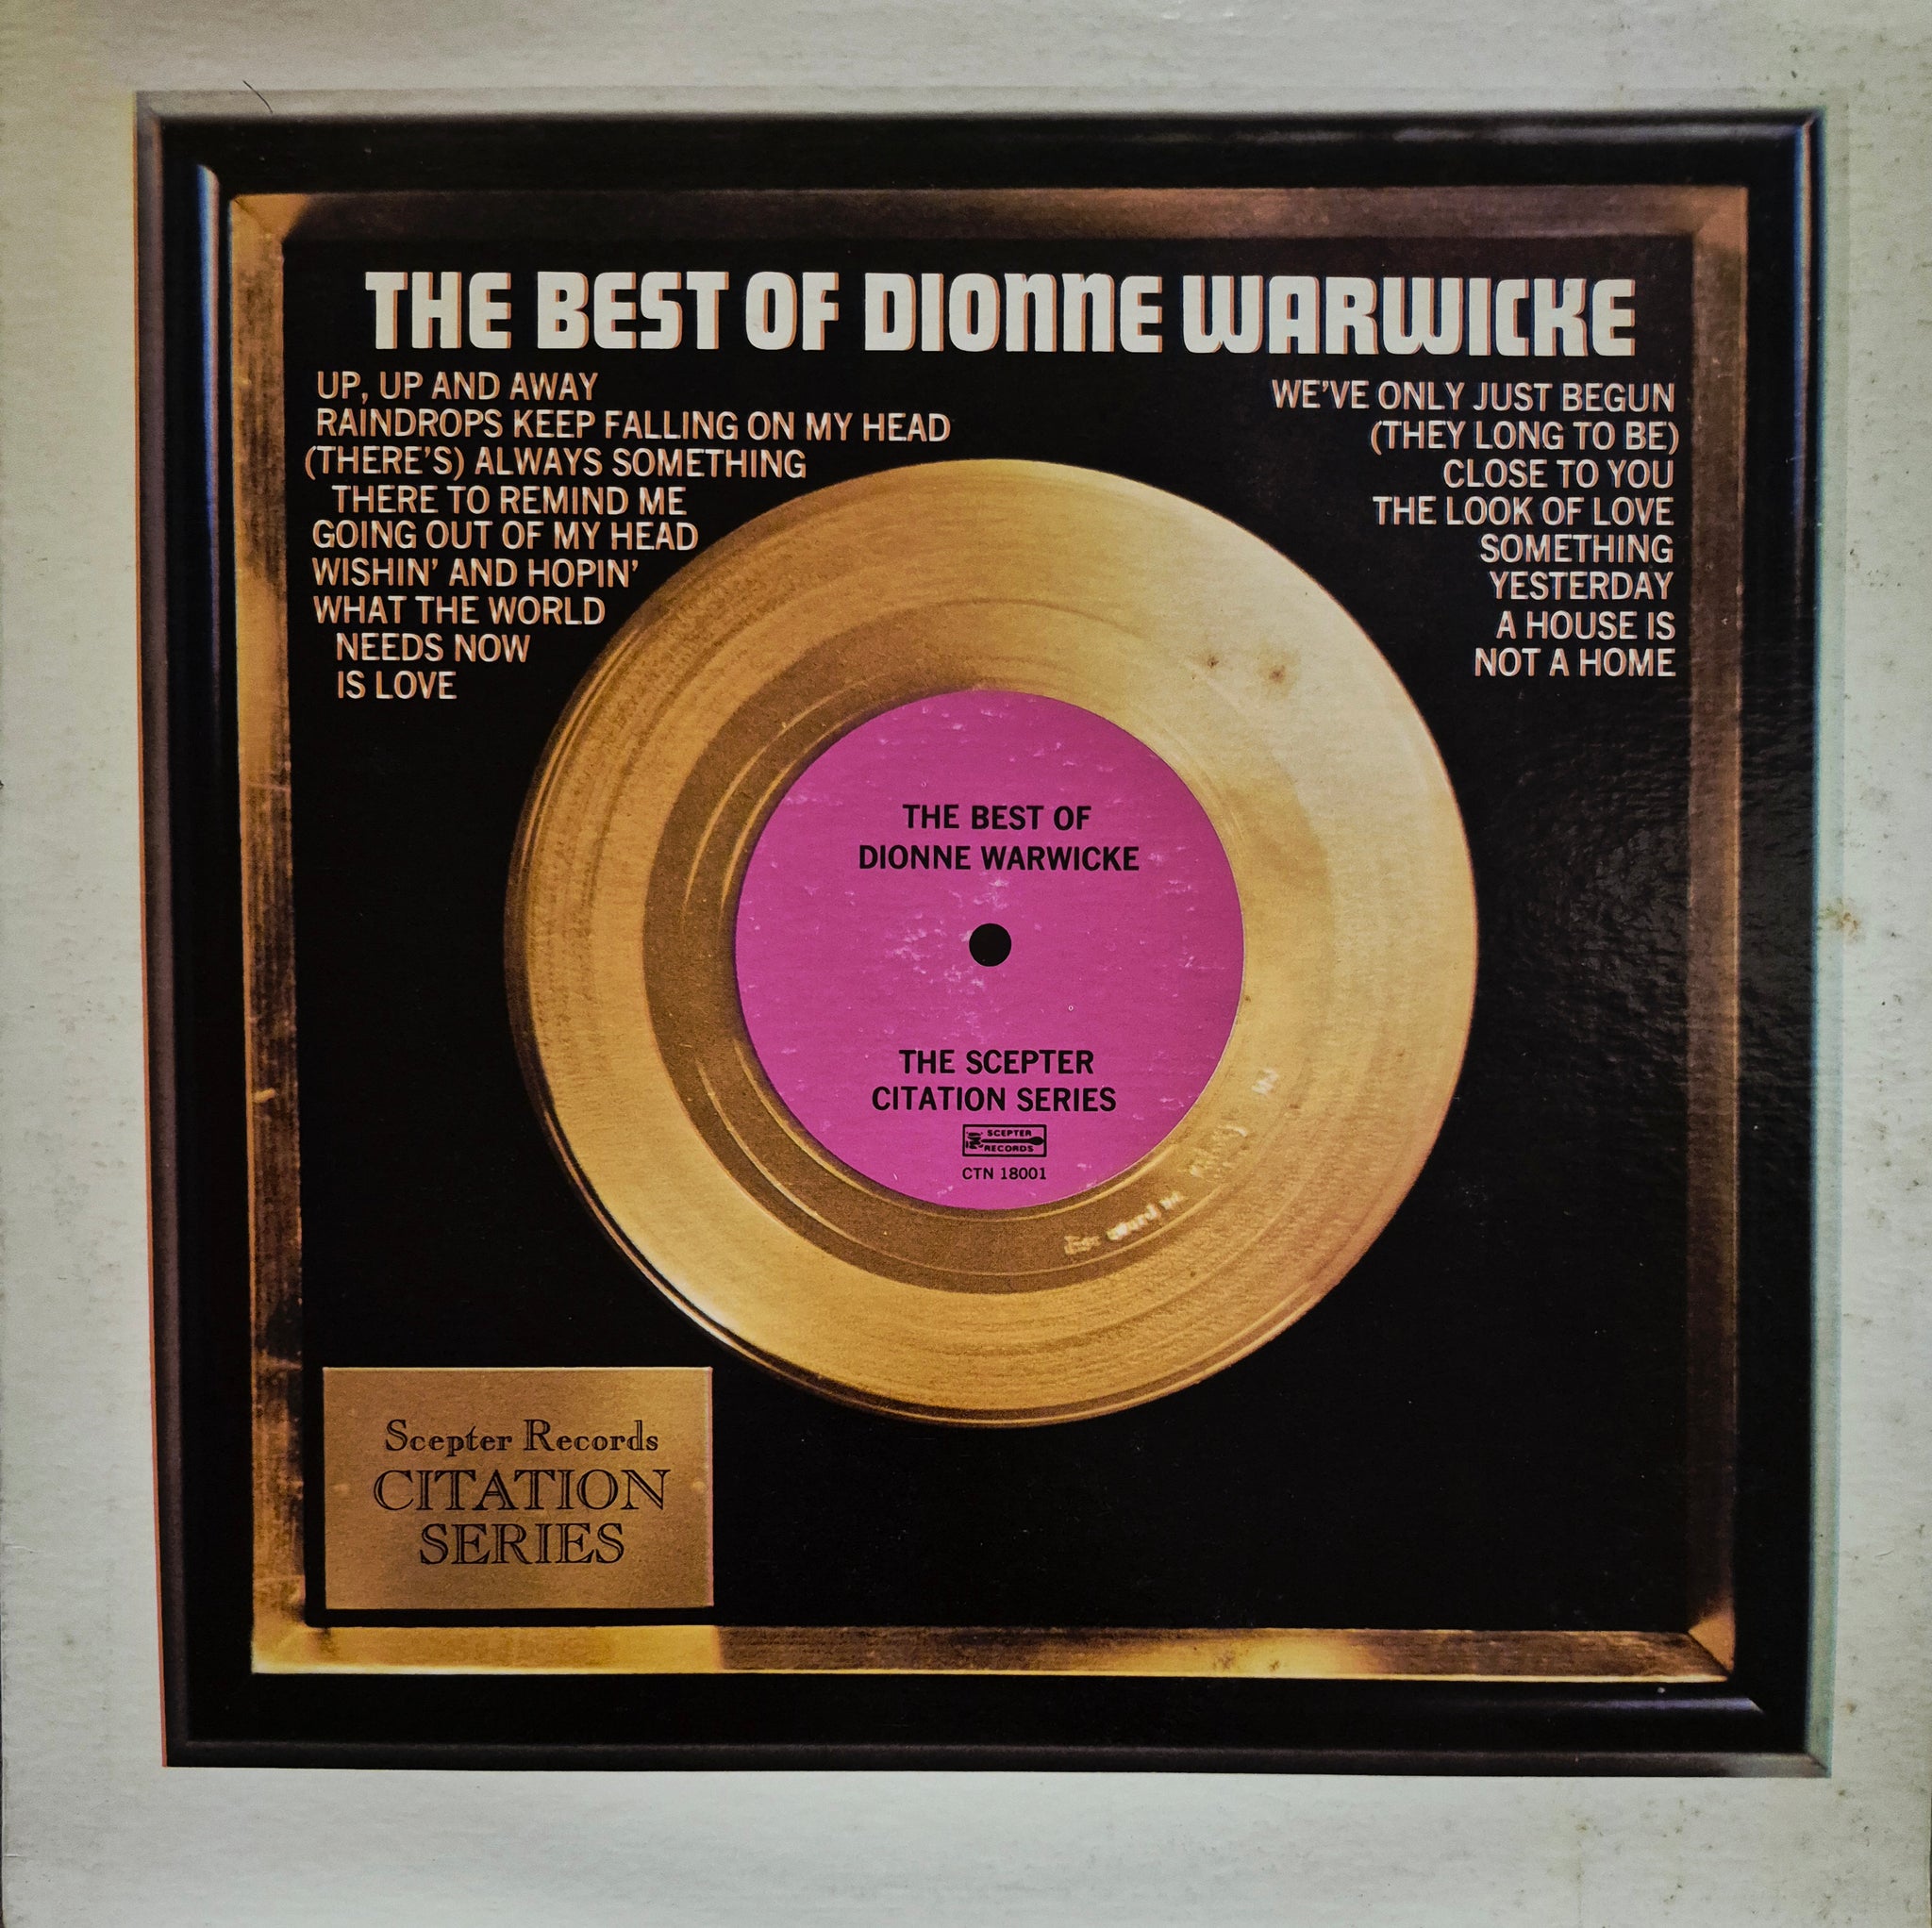 THE BEST OF DIONNE WARWICKE
UP, UP AND AWAY
RAINDROPS KEEP FALLING ON MY HEAD
(THERE'S) ALWAYS SOMETHING
THERE TO REMIND ME
GOING OUT OF MY HEAD
WISHIN' AND HOPIN'
WHAT THE WORLD
NEEDS NOW
IS LOVE
WE'VE ONLY JUST BEGUN
(THEY LONG TO BE)
CLOSE TO YOU
THE LOOK OF LOVE
SOMETHING
YESTERDAY
A HOUSE IS
NOT A HOME
THE BEST OF
DIONNE WARWICKE
THE SCEPTER
CITATION SERIES
SCEPTER
RECORDS
CTN 18001
Scepter Records
CITATION
SERIES